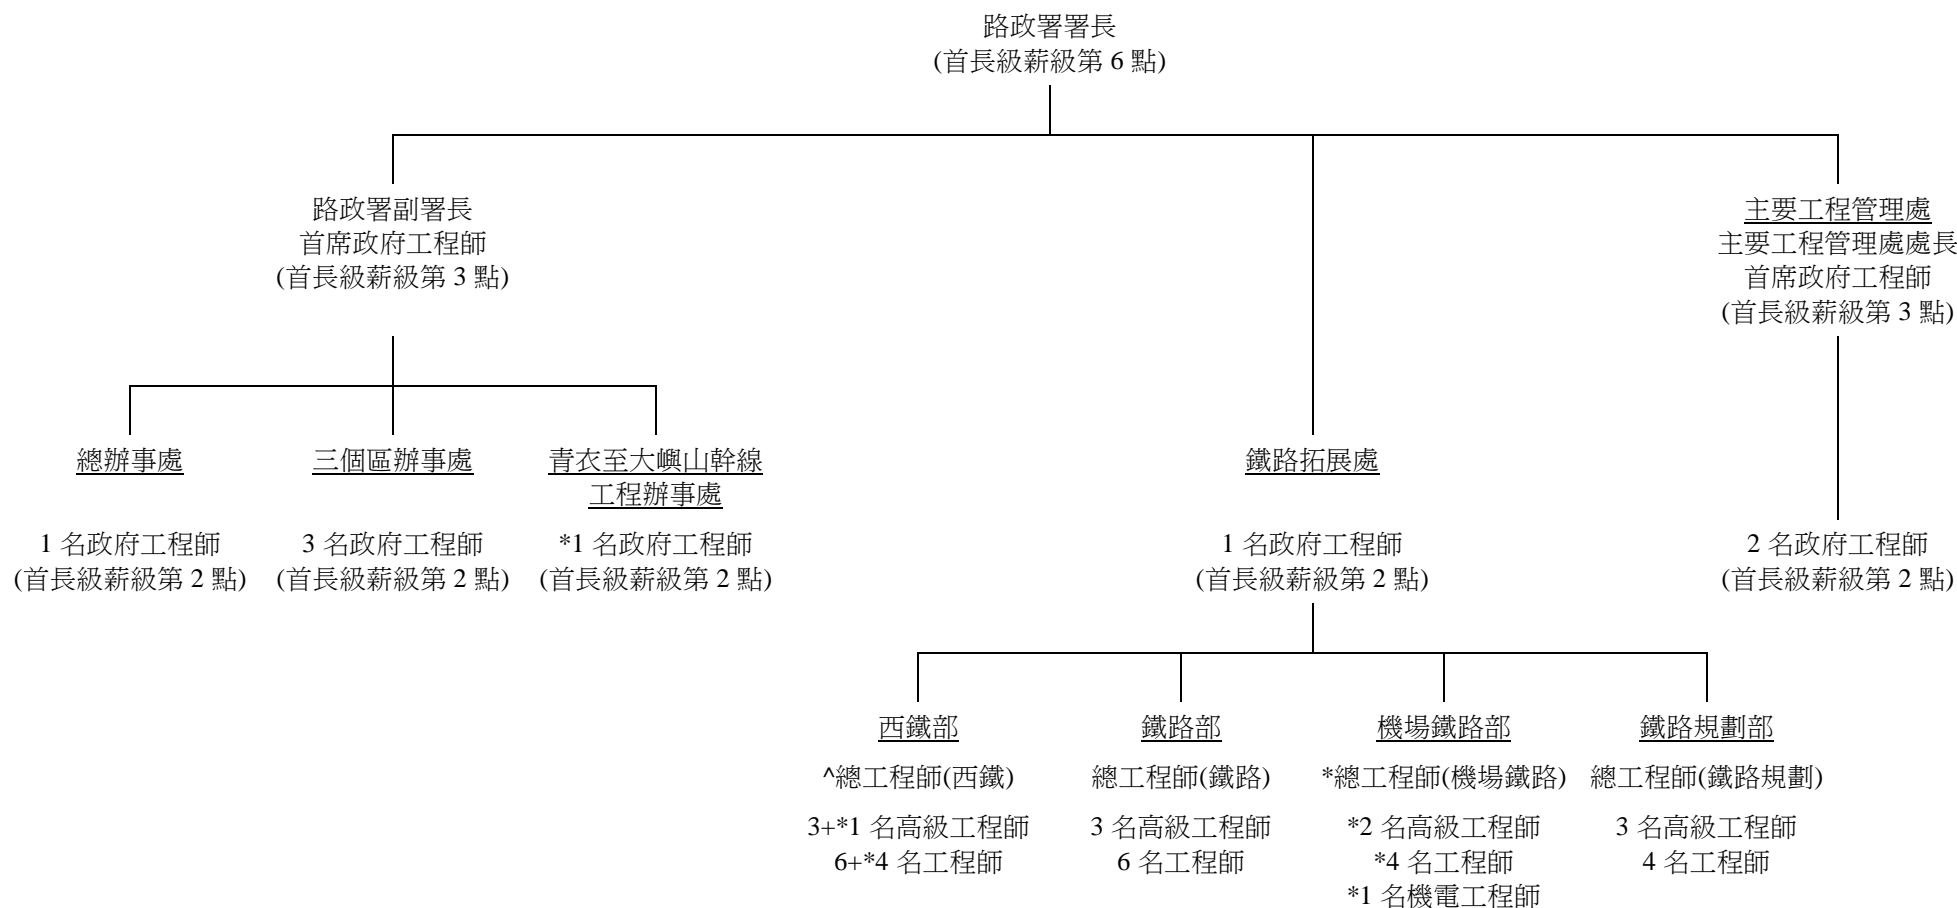 路政署署長
(首長級薪級第 6 點)
路政署副署長
首席政府工程師
(首長級薪級第 3 點)
主要工程管理處
主要工程管理處處長
首席政府工程師
(首長級薪級第 3 點)
總辦事處
1 名政府工程師
(首長級薪級第 2 點)
三個區辦事處
3 名政府工程師
(首長級薪級第 2 點)
青衣至大嶼山幹線
工程辦事處
*1 名政府工程師
(首長級薪級第 2 點)
鐵路拓展處
1 名政府工程師
(首長級薪級第 2 點)
2 名政府工程師
(首長級薪級第 2 點)
西鐵部
^總工程師(西鐵)
3+*1 名高級工程師
6+*4 名工程師
鐵路部
總工程師(鐵路)
3 名高級工程師
6 名工程師
機場鐵路部
*總工程師(機場鐵路)
*2 名高級工程師
*4 名工程師
*1 名機電工程師
鐵路規劃部
總工程師(鐵路規劃)
3 名高級工程師
4 名工程師